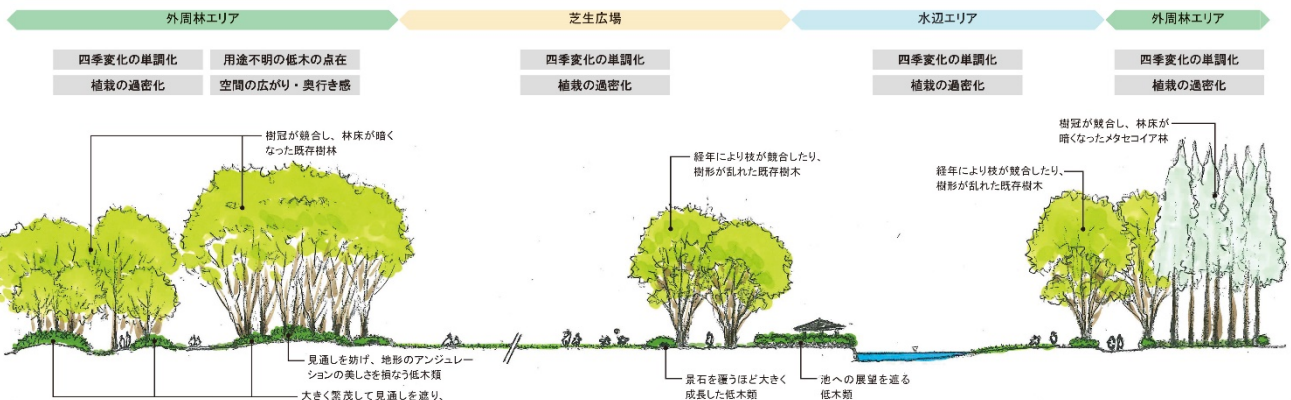 外周林エリア
芝生広場
水辺エリア
外周林エリア
四季変化の単調化
用途不明の低木の点在
四季変化の単調化
四季変化の単調化
四季変化の単調化
植栽の過密化
空間の広がり・奥行き感
植栽の過密化
植栽の過密化
植栽の過密化
樹冠が競合し、林床が暗く
なった既存樹林
経年により枝が競合したり、
樹形が乱れた既存樹木
経年により枝が競合したり、
樹形が乱れた既存樹木
樹冠が競合し、林床が
暗くなったメタセコイア林
見通しを妨げ、地形のアンジュレー
ションの美しさを損なう低木類
大きく繁茂して見通しを遮り、
景石を覆うほど大きく
成長した低木類
池への展望を遮る
低木類